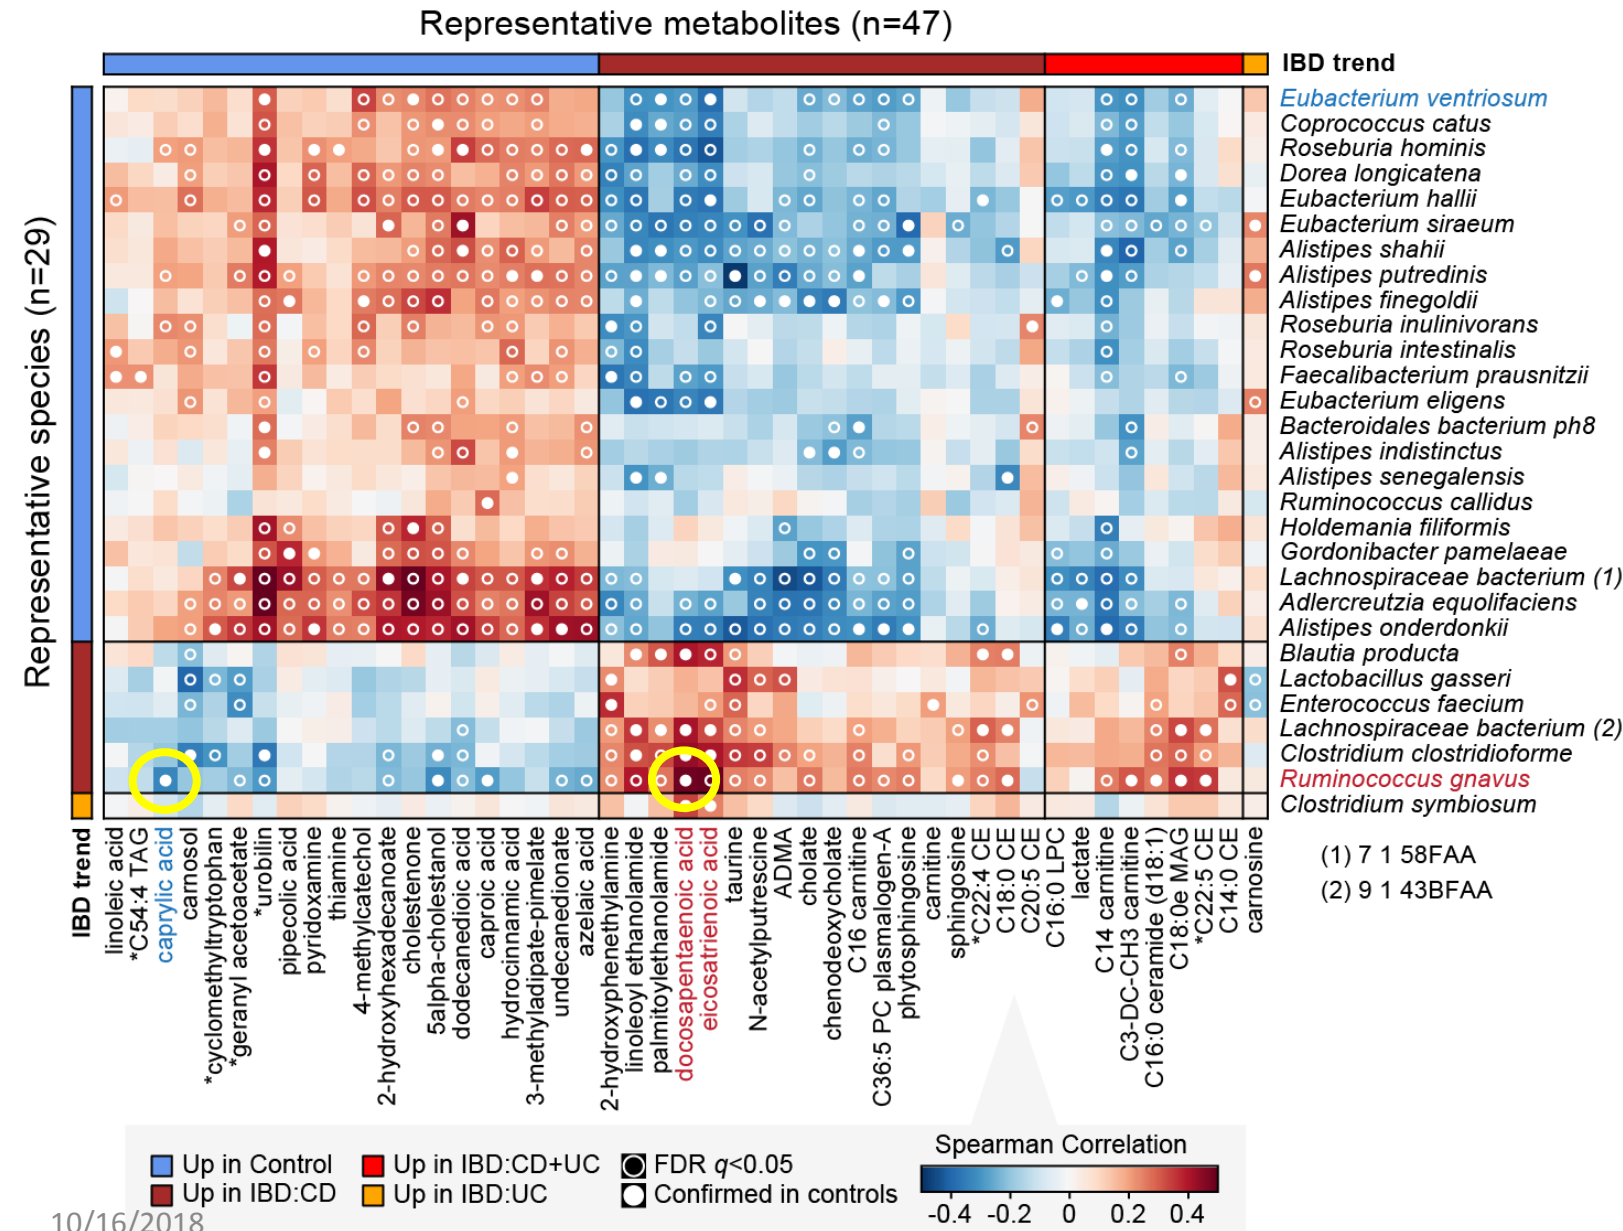 Representative metabolites (n=47)
IBD trend
Representative species (n=29)
Eubacterium ventriosum
Coprococcus catus
Roseburia hominis
Dorea longicatena
Eubacterium hallii
Eubacterium siraeum
Alistipes shahii
Alistipes putredinis
Alistipes finegoldii
Roseburia inulinivorans
Roseburia intestinalis
Faecalibacterium prausnitzii
Eubacterium eligens
Bacteroidales bacterium ph8
Alistipes indistinctus
Alistipes senegalensis
Ruminococcus callidus
Holdemania filiformis
Gordonibacter pamelaeae
Lachnospiraceae bacterium (1)
Adlercreutzia equolifaciens
Alistipes onderdonkii
Blautia producta
Lactobacillus gasseri
Enterococcus faecium
Lachnospiraceae bacterium (2)
Clostridium clostridioforme
Ruminococcus gnavus
Clostridium symbiosum
IBD trend
linoleic acid
*C54:4 TAG
caprylic acid
carnosol
*cyclomethyltryptophan
*geranyl acetoacetate
*urobilin
pipecolic acid
pyridoxamine
thiamine
4-methylcatechol
2-hydroxyhexadecanoate
cholestenone
5alpha-cholestanol
dodecanedioic acid
caproic acid
hydrocinnamic acid
3-methyladipate-pimelate
undecanedionate
azelaic acid
2-hydroxyphenethylamine
linoleoyl ethanolamide
palmitoylethanolamide
docosapentaenoic acid
eicosatrienoic acid
taurine
N-acetylputrescine
ADMA
cholate
chenodeoxycholate
C16 carnitine
C36:5 PC plasmalogen-A
phytosphingosine
carnitine
sphingosine
*C22:4 CE
C18:0 CE
C20:5 CE
C16:0 LPC
lactate
C14 carnitine
C3-DC-CH3 carnitine
C16:0 ceramide (d18:1)
C18:0e MAG
*C22:5 CE
C14:0 CE
carnosine
(1) 7 1 58FAA
(2) 9 1 43BFAA
Up in Control
Up in IBD:CD+UC
FDR q<0.05
Up in IBD:CD
Up in IBD:UC
Confirmed in controls
Spearman Correlation
-0.4 -0.2 0 0.2 0.4
10/16/2018